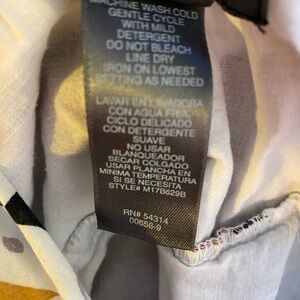 MACHINE WASH COLD
GENTLE CYCLE
WITH MILD
DETERGENT
DO NOT BLEACH
LINE DRY
IRON ON LOWEST
SETTING AS NEEDED
LAVAR EN LAVADORA
CON AGUA FRIA
CICLO DELICADO
CON DETERGENTE
SUAVE
NO USAR
BLANQUEADOR
SECAR COLGADO
USAR PLANCHA EN
MINIMA TEMPERATURA
SI SE NECESITA
STYLE# M17B629B
RN# 54314
00656-9